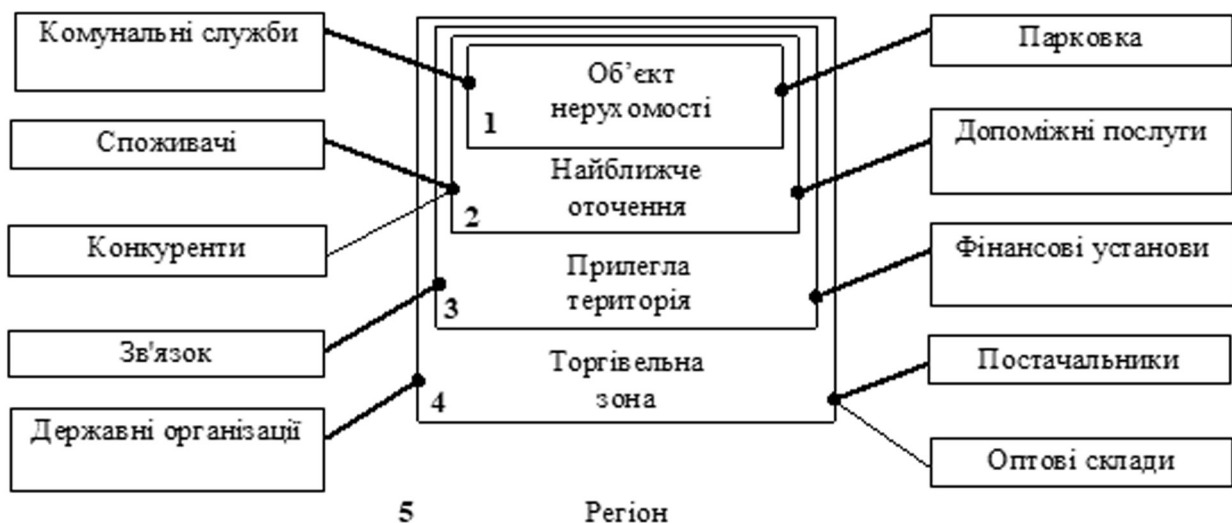 Комунальні служби
Споживачі
Конкуренти
Зв'язок
Державні організації
Об’єкт
нерухомості
1
Найближче
оточення
2
Прилегла
територія
3
Торгівельна
зона
4
5 Регіон
Парковка
Допоміжні послуги
Фінансові установи
Постачальники
Оптові склади